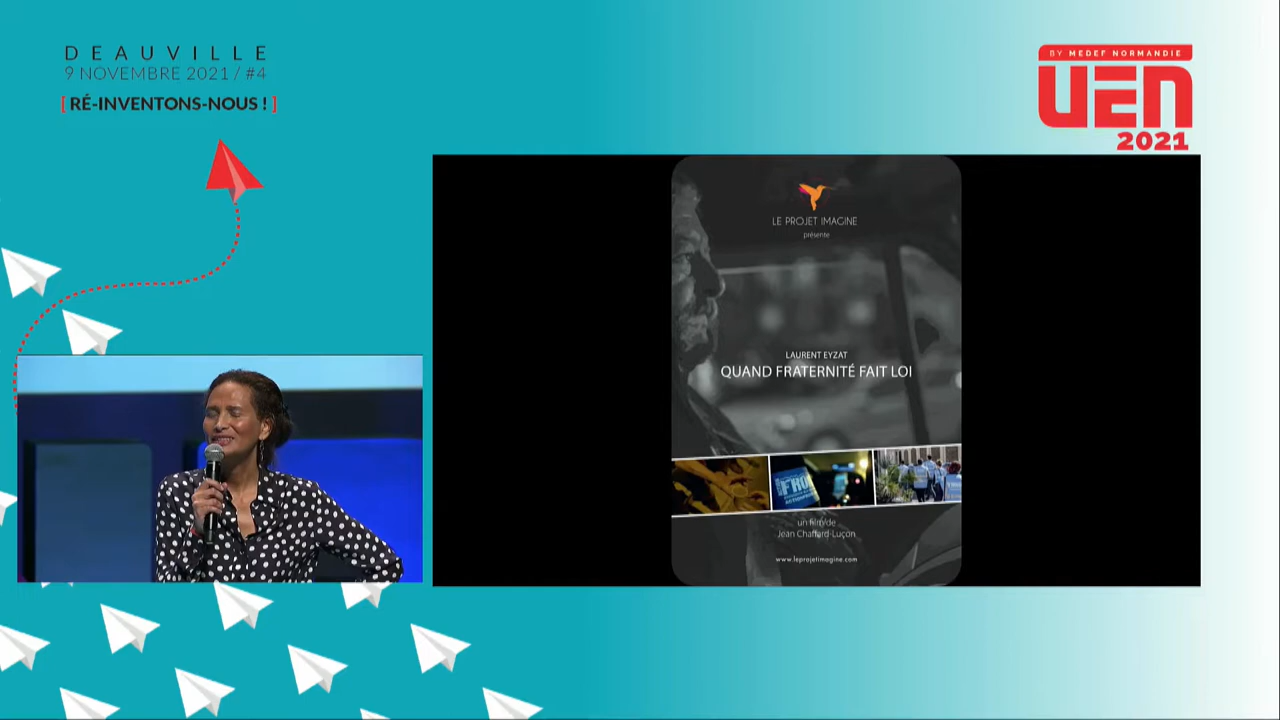 DEAUVILLE
9 NOVEMBRE 2021 / #4
[ RÉ-INVENTONS-NOUS ! ]
BY MEDEF NORMANDIE
UEN
2021
LE PROJET IMAGINE
présente
LAURENT EYZAT
QUAND FRATERNITÉ FAIT LOI
un film de
Jean Chaffard-Luçon
www.leprojetimagine.com